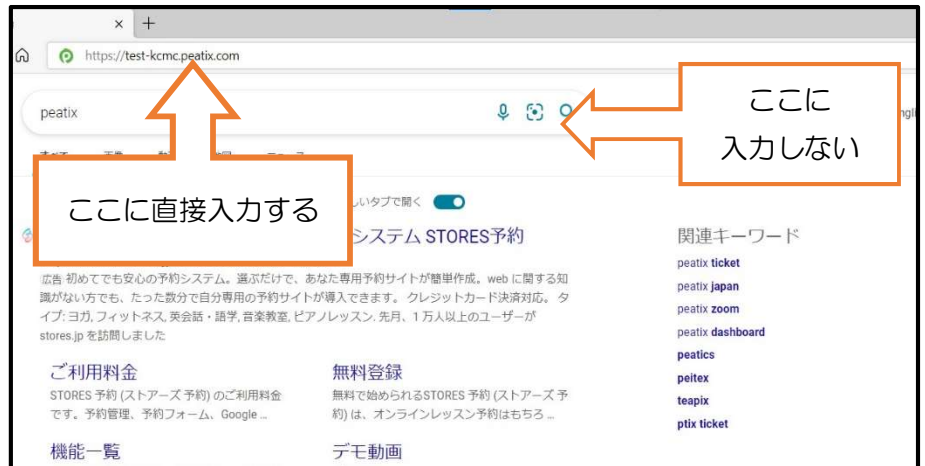 https://test-kcmc.peatix.com
peatix
ここに
入力しない
ここに直接入力する
しいタブで開く
システム STORES予約
広告 初めてでも安心の予約システム。選ぶだけで、あなた専用予約サイトが簡単作成。web に関する知
識がない方でも、たった数分で自分専用の予約サイトが導入できます。 クレジットカード決済対応。 タ
イプ: ヨガ, フィットネス, 英会話・語学, 音楽教室, ピアノレッスン. 先月、1 万人以上のユーザーが
stores.jp を訪問しました
ご利用料金
STORES 予約 (ストアーズ 予約) のご利用料金
です。予約管理、予約フォーム、Google ...
機能一覧
無料登録
無料で始められるSTORES 予約 (ストアーズ 予
約) は、オンラインレッスン予約はもちろ ...
デモ動画
関連キーワード
peatix ticket
peatix japan
peatix zoom
peatix dashboard
peatics
peitex
teapix
ptix ticket